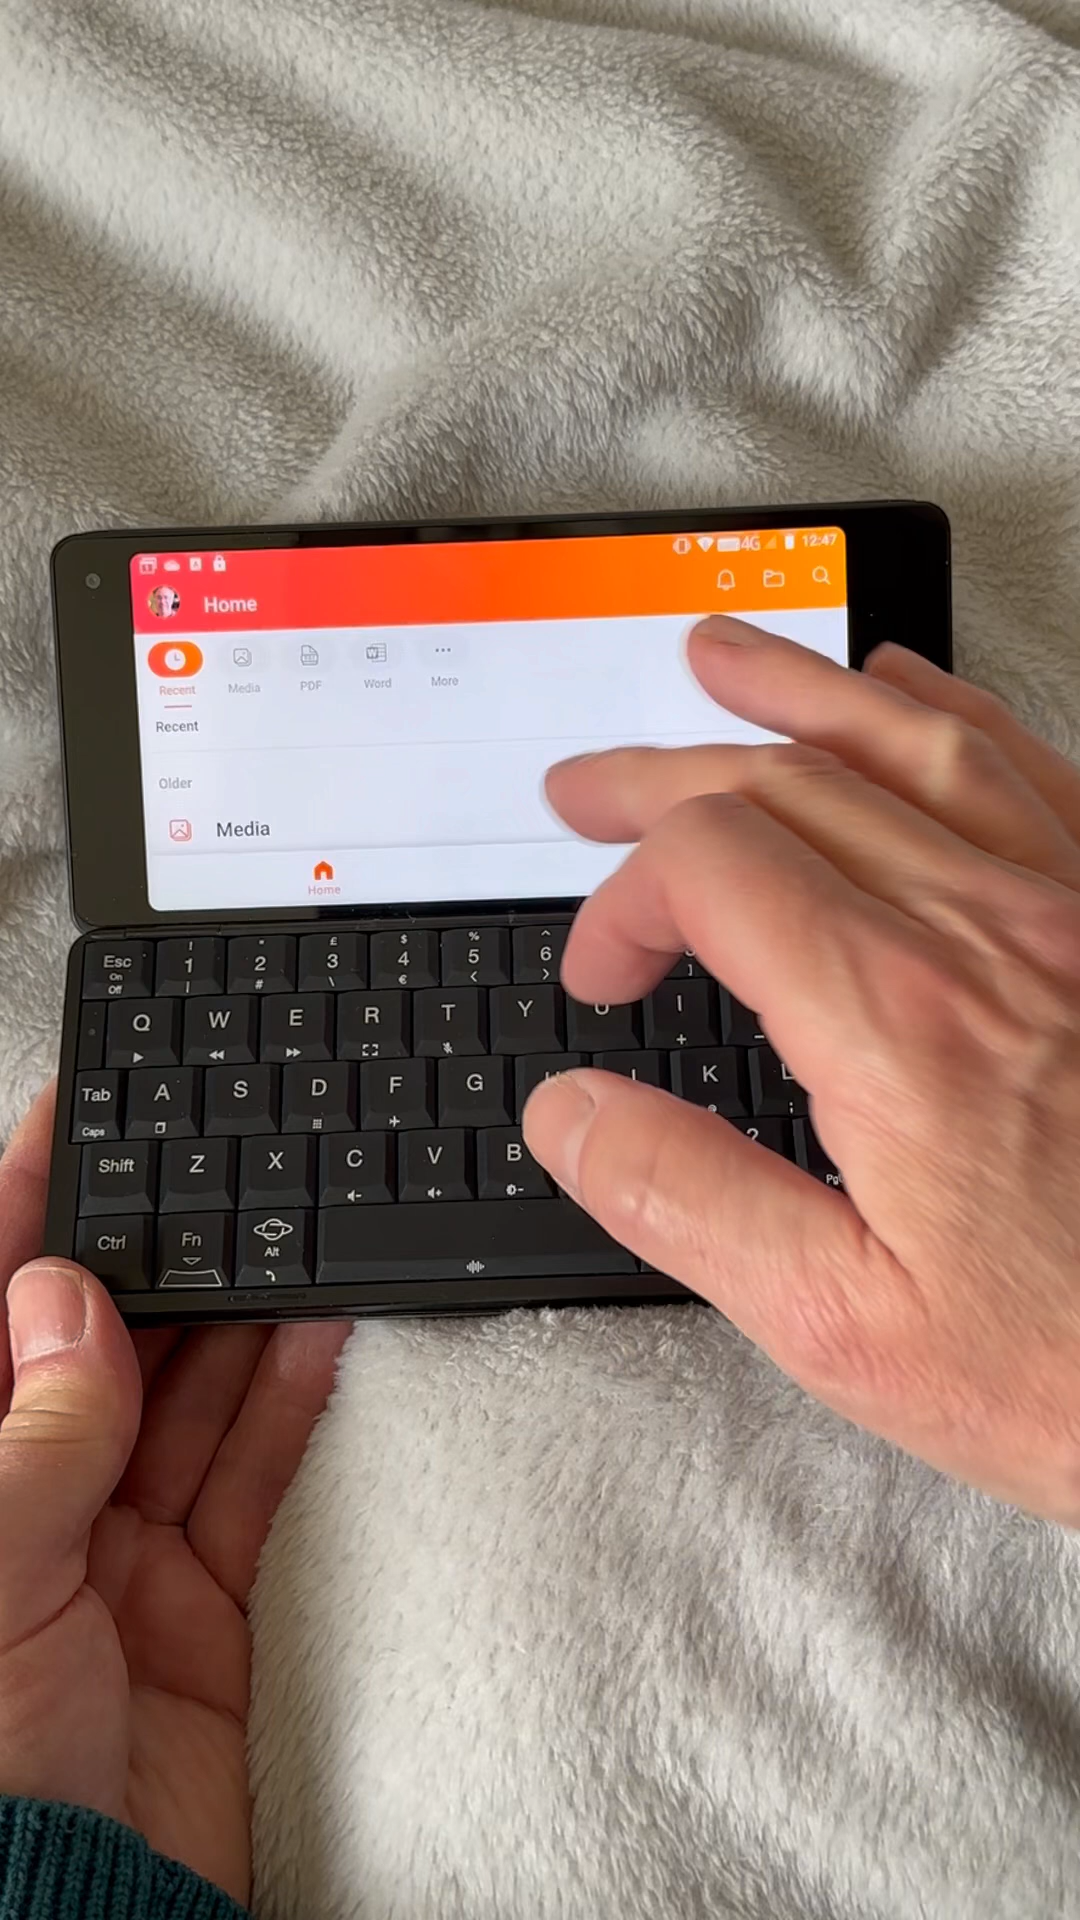 4G 12:47
Home
Recent Media PDF Word More
Recent
Older
Media
Home
Esc ! 1 " 2 £ 3 $ 4 % 5 ^ 6
On Off | # \ € < > ]
Q W E R T Y U I
+ -
Tab A S D F G H J K L
Caps ;
Shift Z X C V B ?
Ctrl Fn Alt